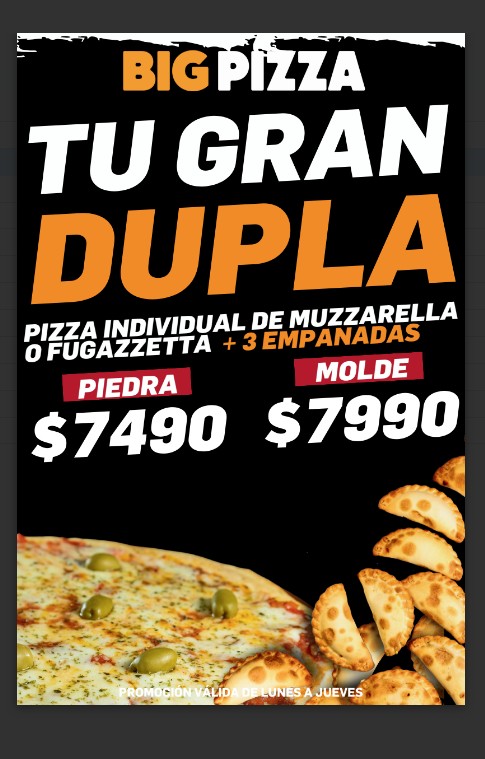 BIG PIZZA
TU GRAN
DUPLA
PIZZA INDIVIDUAL DE MUZZARELLA
O FUGAZZETTA + 3 EMPANADAS
PIEDRA
$7490
MOLDE
$7990
PROMOCION VALIDA DE LUNES A JUEVES